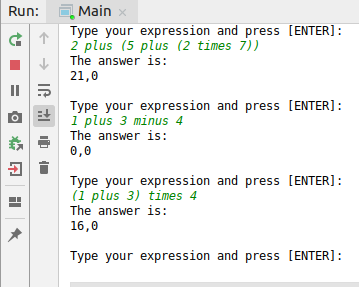 Run: Main
Type your expression and press [ENTER]:
2 plus (5 plus (2 times 7))
The answer is:
21,0
Type your expression and press [ENTER]:
1 plus 3 minus 4
The answer is:
0,0
Type your expression and press [ENTER]:
(1 plus 3) times 4
The answer is:
16,0
Type your expression and press [ENTER]: